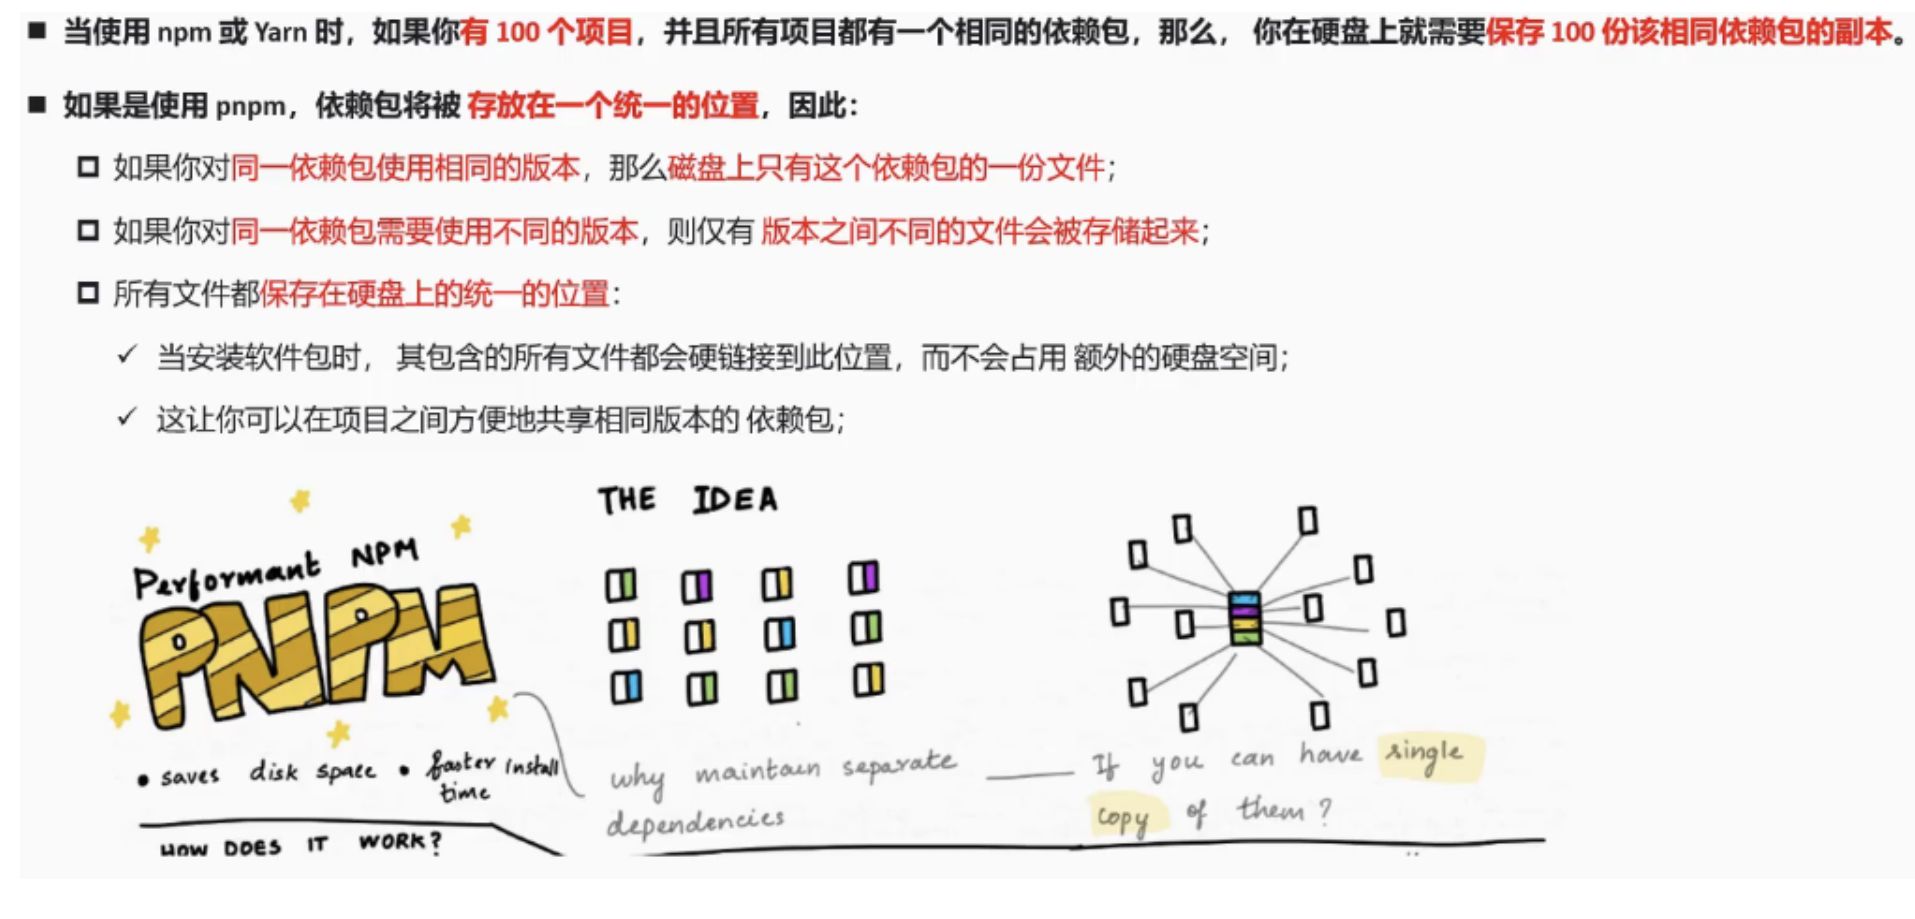 ■ 当使用 npm 或 Yarn 时，如果你有 100 个项目，并且所有项目都有一个相同的依赖包，那么， 你在硬盘上就需要保存 100 份该相同依赖包的副本。
■ 如果是使用 pnpm，依赖包将被 存放在一个统一的位置，因此：
如果你对同一依赖包使用相同的版本，那么磁盘上只有这个依赖包的一份文件；
如果你对同一依赖包需要使用不同的版本，则仅有 版本之间不同的文件会被存储起来；
所有文件都保存在硬盘上的统一的位置：
✓ 当安装软件包时， 其包含的所有文件都会硬链接到此位置，而不会占用 额外的硬盘空间；
✓ 这让你可以在项目之间方便地共享相同版本的 依赖包；
Performant NPM
PNPM
• saves disk space • faster install
time
HOW DOES IT WORK?
THE IDEA
why maintain separate
dependencies
If you can have single
copy of them?